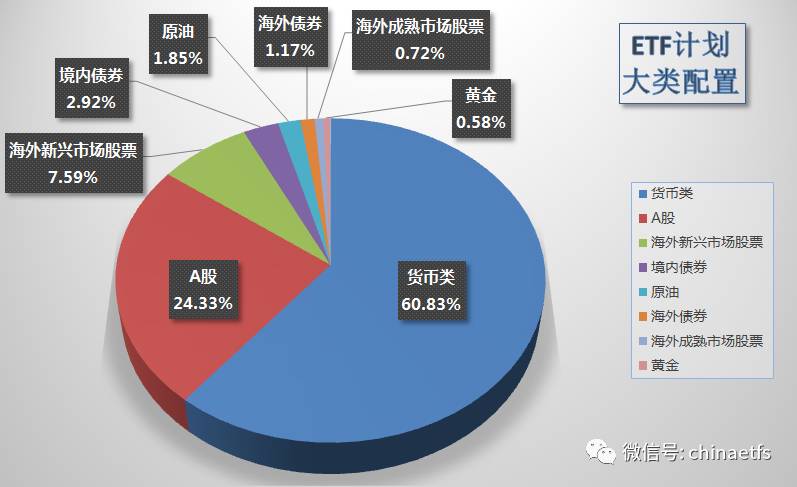 原油
1.85%
海外债券
1.17%
海外成熟市场股票
0.72%
ETF计划
大类配置
境内债券
2.92%
黄金
0.58%
海外新兴市场股票
7.59%
A股
24.33%
货币类
60.83%
货币类
A股
海外新兴市场股票
境内债券
原油
海外债券
海外成熟市场股票
黄金
微信号: chinaetfs